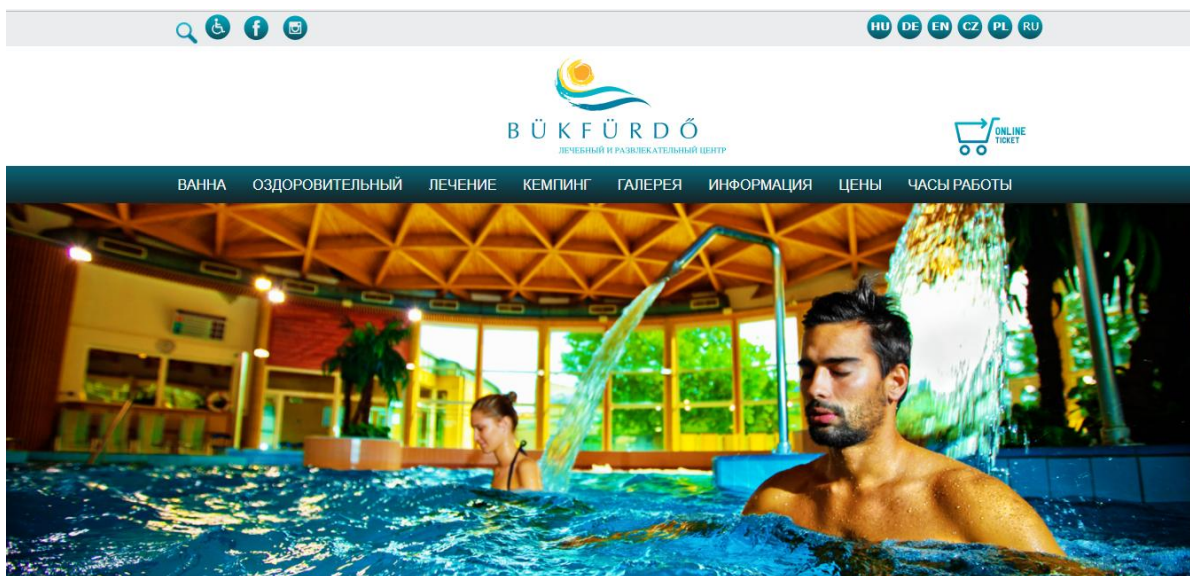 HU DE EN CZ PL RU
BÜKFÜRDŐ
ЛЕЧЕБНЫЙ И РАЗВЛЕКАТЕЛЬНЫЙ ЦЕНТР
ONLINE
TICKET
ВАННА ОЗДОРОВИТЕЛЬНЫЙ ЛЕЧЕНИЕ КЕМПИНГ ГАЛЕРЕЯ ИНФОРМАЦИЯ ЦЕНЫ ЧАСЫ РАБОТЫ